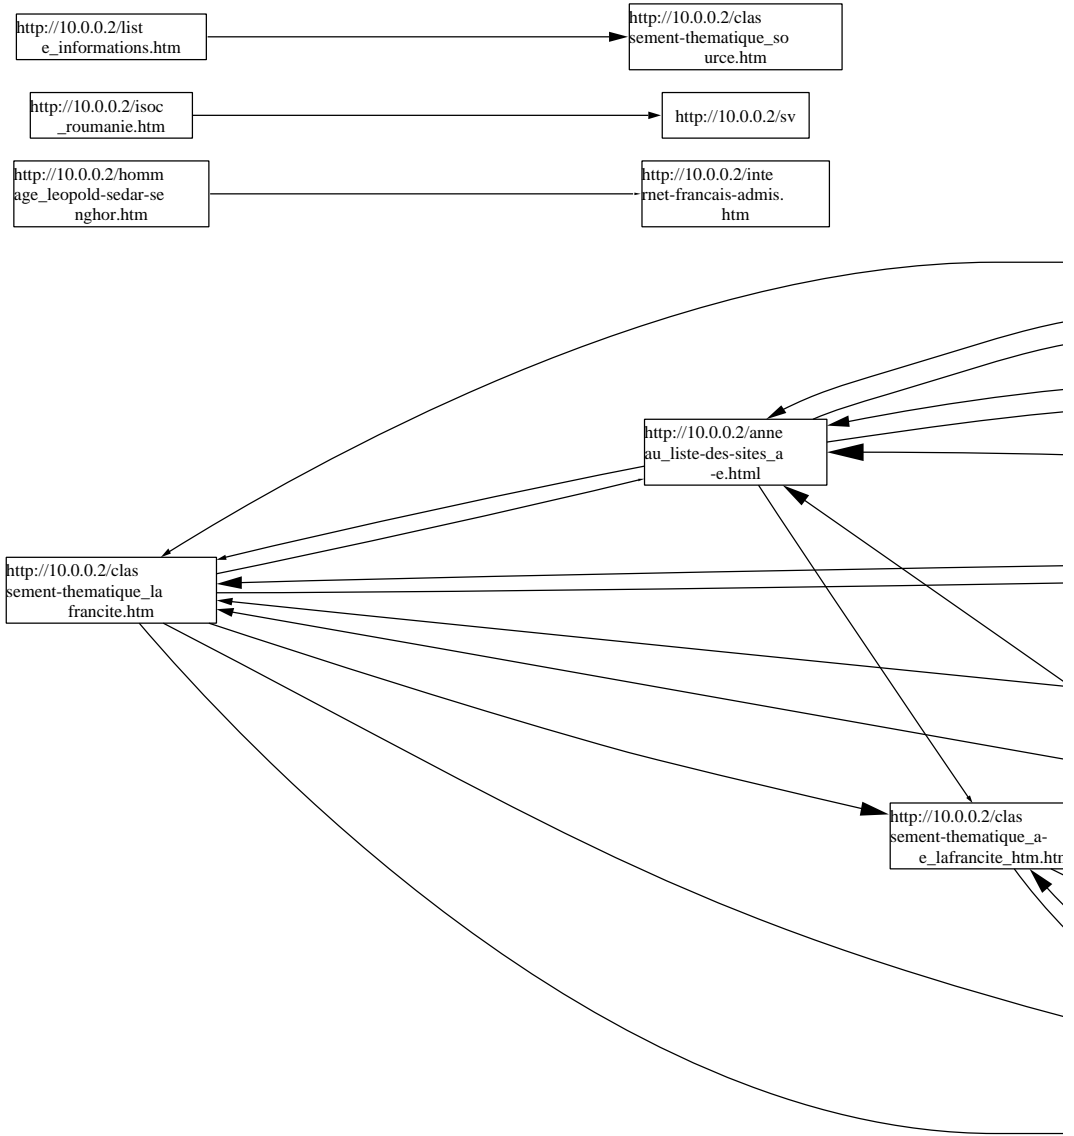 http://10.0.0.2/list
e_informations.htm
http://10.0.0.2/clas
sement-thematique_so
urce.htm
http://10.0.0.2/isoc
_roumanie.htm
http://10.0.0.2/sv
http://10.0.0.2/homm
age_leopold-sedar-se
nghor.htm
http://10.0.0.2/inte
rnet-francais-admis.
htm
http://10.0.0.2/anne
au_liste-des-sites_a
-e.html
http://10.0.0.2/clas
sement-thematique_la
francite.htm
http://10.0.0.2/clas
sement-thematique_a-
e_lafrancite_htm.htm